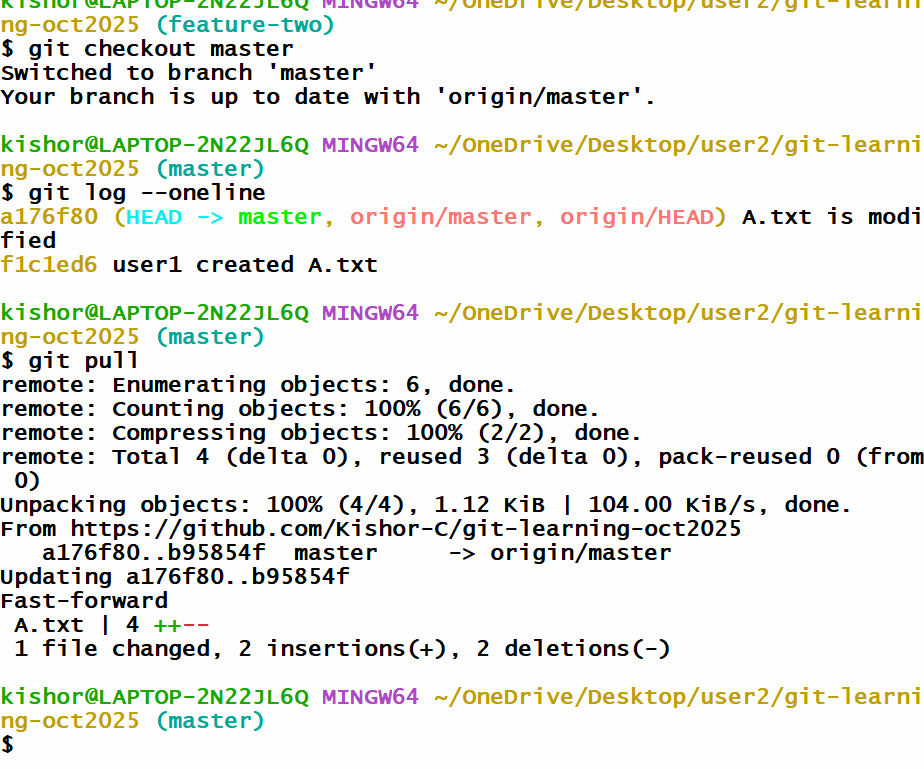 kishor@LAPTOP-2N22JL6Q MINGW64 ~/OneDrive/Desktop/user2/git-learni
ng-oct2025 (feature-two)
$ git checkout master
Switched to branch 'master'
Your branch is up to date with 'origin/master'.
kishor@LAPTOP-2N22JL6Q MINGW64 ~/OneDrive/Desktop/user2/git-learni
ng-oct2025 (master)
$ git log --oneline
a176f80 (HEAD -> master, origin/master, origin/HEAD) A.txt is modi
fied
f1c1ed6 user1 created A.txt
kishor@LAPTOP-2N22JL6Q MINGW64 ~/OneDrive/Desktop/user2/git-learni
ng-oct2025 (master)
$ git pull
remote: Enumerating objects: 6, done.
remote: Counting objects: 100% (6/6), done.
remote: Compressing objects: 100% (2/2), done.
remote: Total 4 (delta 0), reused 3 (delta 0), pack-reused 0 (from
 0)
Unpacking objects: 100% (4/4), 1.12 KiB | 104.00 KiB/s, done.
From https://github.com/Kishor-C/git-learning-oct2025
   a176f80..b95854f  master     -> origin/master
Updating a176f80..b95854f
Fast-forward
 A.txt | 4 ++--
 1 file changed, 2 insertions(+), 2 deletions(-)
kishor@LAPTOP-2N22JL6Q MINGW64 ~/OneDrive/Desktop/user2/git-learni
ng-oct2025 (master)
$